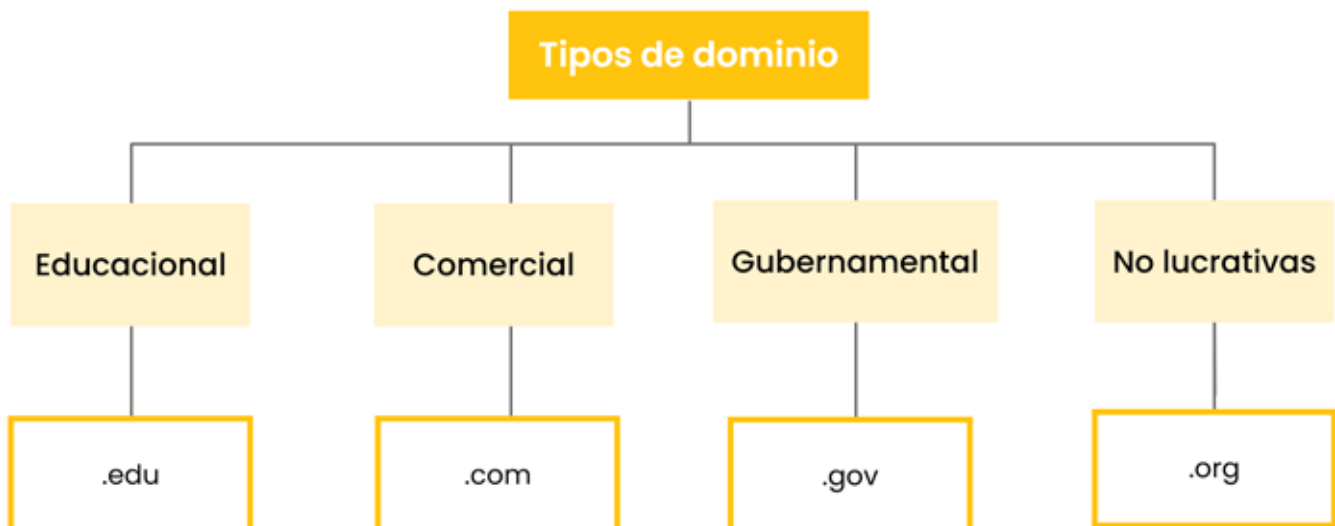 Tipos de dominio
Educacional
Comercial
Gubernamental
No lucrativas
.edu
.com
.gov
.org